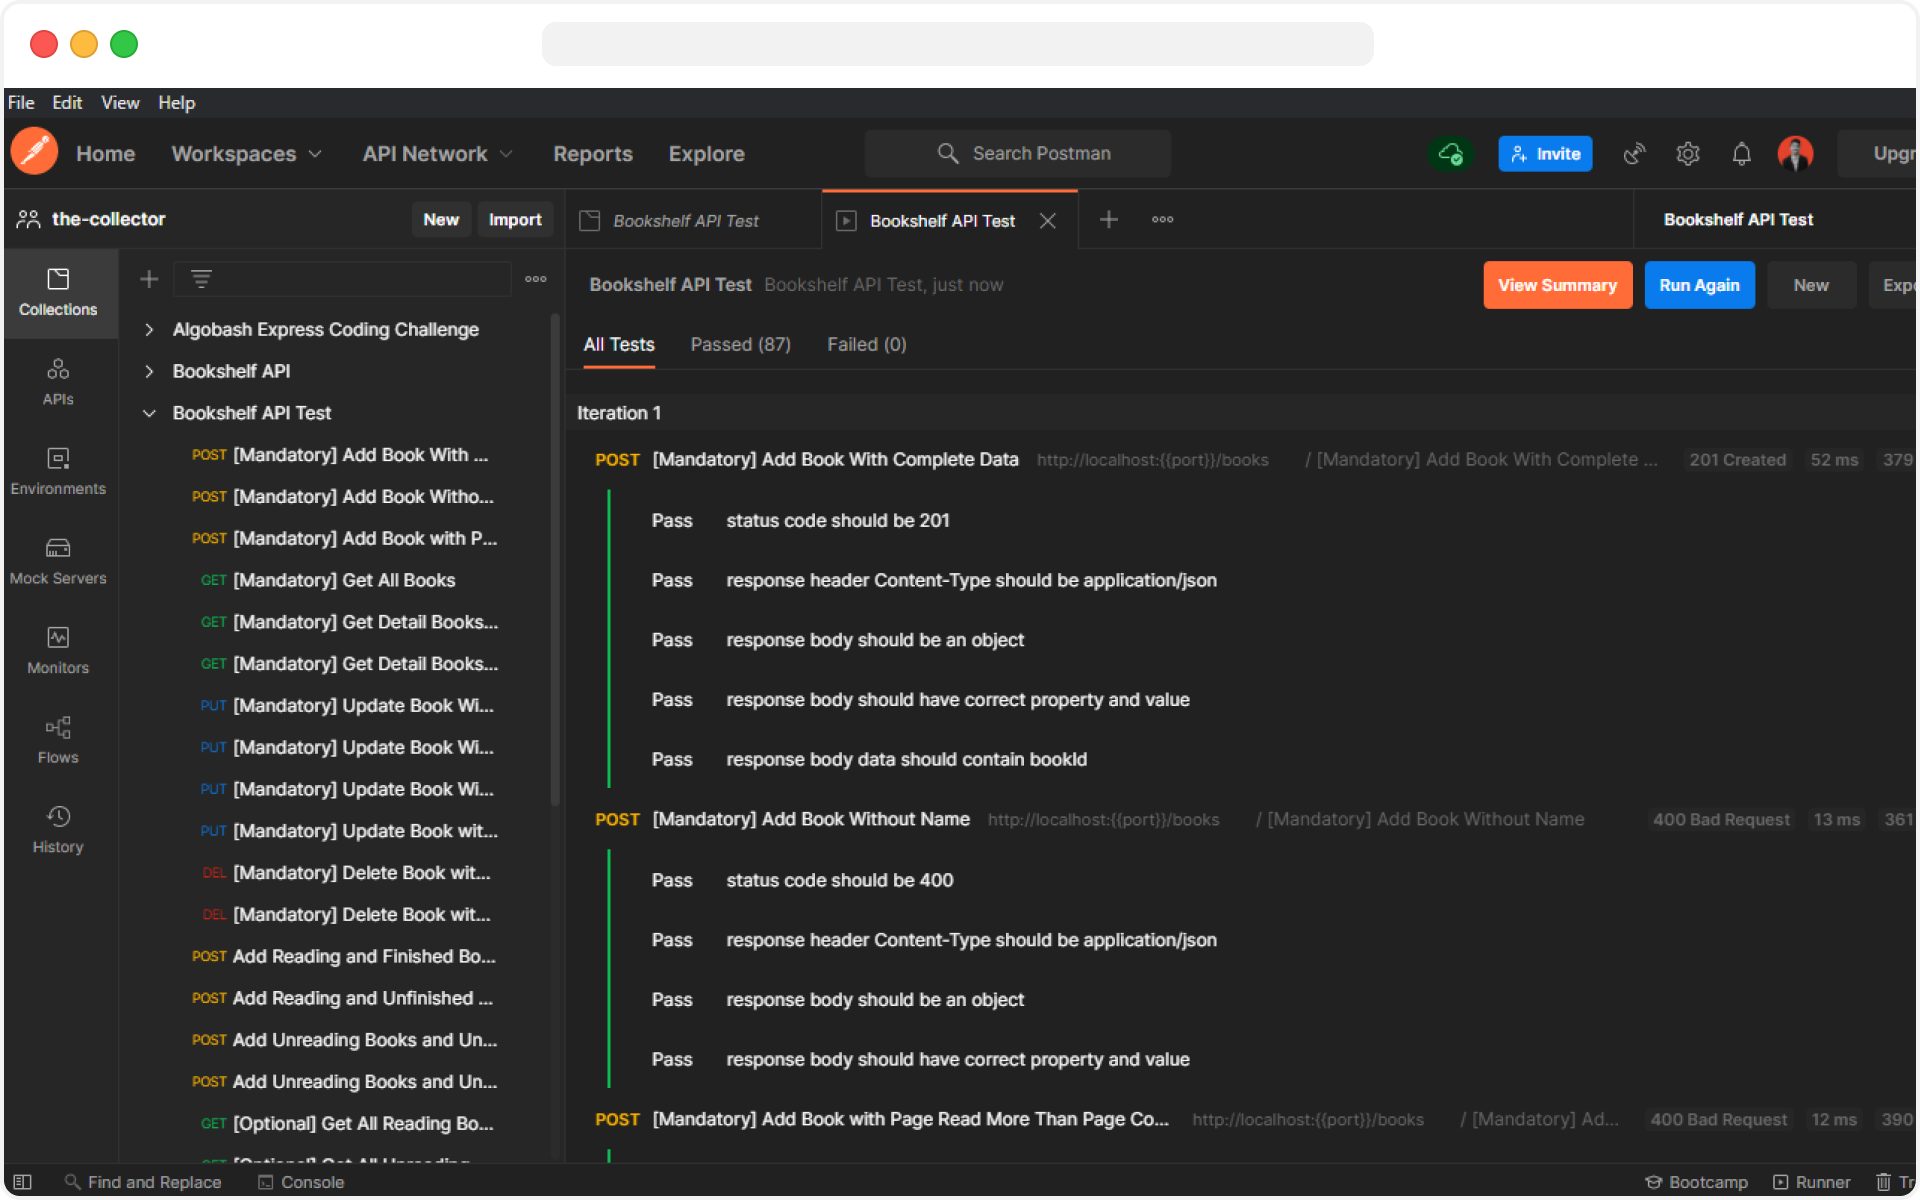 File Edit View Help
Home Workspaces API Network Reports Explore Search Postman Invite Upgr
the-collector New Import Bookshelf API Test Bookshelf API Test Bookshelf API Test
Collections
APIs
Environments
Mock Servers
Monitors
Flows
History
Algobash Express Coding Challenge
Bookshelf API
Bookshelf API Test
POST [Mandatory] Add Book With ...
POST [Mandatory] Add Book Witho...
POST [Mandatory] Add Book with P...
GET [Mandatory] Get All Books
GET [Mandatory] Get Detail Books...
GET [Mandatory] Get Detail Books...
PUT [Mandatory] Update Book Wi...
PUT [Mandatory] Update Book Wi...
PUT [Mandatory] Update Book Wi...
PUT [Mandatory] Update Book wit...
DEL [Mandatory] Delete Book wit...
DEL [Mandatory] Delete Book wit...
POST Add Reading and Finished Bo...
POST Add Reading and Unfinished ...
POST Add Unreading Books and Un...
POST Add Unreading Books and Un...
GET [Optional] Get All Reading Bo...
GET [Optional] Get All Unreading
Bookshelf API Test Bookshelf API Test, just now View Summary Run Again New Expo
All Tests Passed (87) Failed (0)
Iteration 1
POST [Mandatory] Add Book With Complete Data http://localhost:{{port}}/books / [Mandatory] Add Book With Complete ... 201 Created 52 ms 379
Pass status code should be 201
Pass response header Content-Type should be application/json
Pass response body should be an object
Pass response body should have correct property and value
Pass response body data should contain bookId
POST [Mandatory] Add Book Without Name http://localhost:{{port}}/books / [Mandatory] Add Book Without Name 400 Bad Request 13 ms 361
Pass status code should be 400
Pass response header Content-Type should be application/json
Pass response body should be an object
Pass response body should have correct property and value
POST [Mandatory] Add Book with Page Read More Than Page Co... http://localhost:{{port}}/books / [Mandatory] Ad... 400 Bad Request 12 ms 390
Find and Replace Console Bootcamp Runner Tr